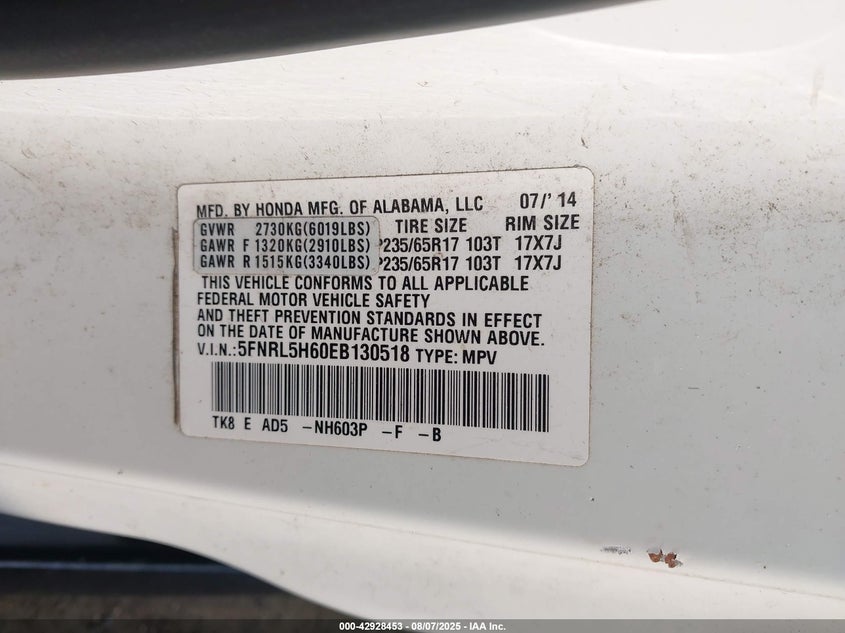 MFD. BY HONDA MFG. OF ALABAMA, LLC 07/' 14
GVWR 2730KG(6019LBS) TIRE SIZE RIM SIZE
GAWR F 1320KG(2910LBS) P235/65R17 103T 17X7J
GAWR R 1515KG(3340LBS) P235/65R17 103T 17X7J
THIS VEHICLE CONFORMS TO ALL APPLICABLE
FEDERAL MOTOR VEHICLE SAFETY
AND THEFT PREVENTION STANDARDS IN EFFECT
ON THE DATE OF MANUFACTURE SHOWN ABOVE.
V.I.N.:5FNRL5H60EB130518 TYPE: MPV
TK8 E AD5 -NH603P -F -B
000-42928453 - 08/07/2025 - IAA Inc.